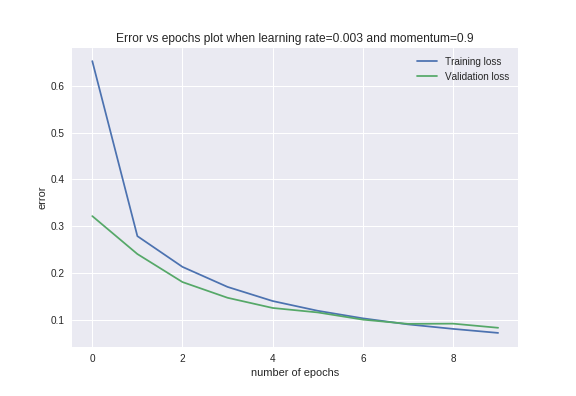 Error vs epochs plot when learning rate=0.003 and momentum=0.9
Training loss
Validation loss
error
0.6
0.5
0.4
0.3
0.2
0.1
0 2 4 6 8
number of epochs